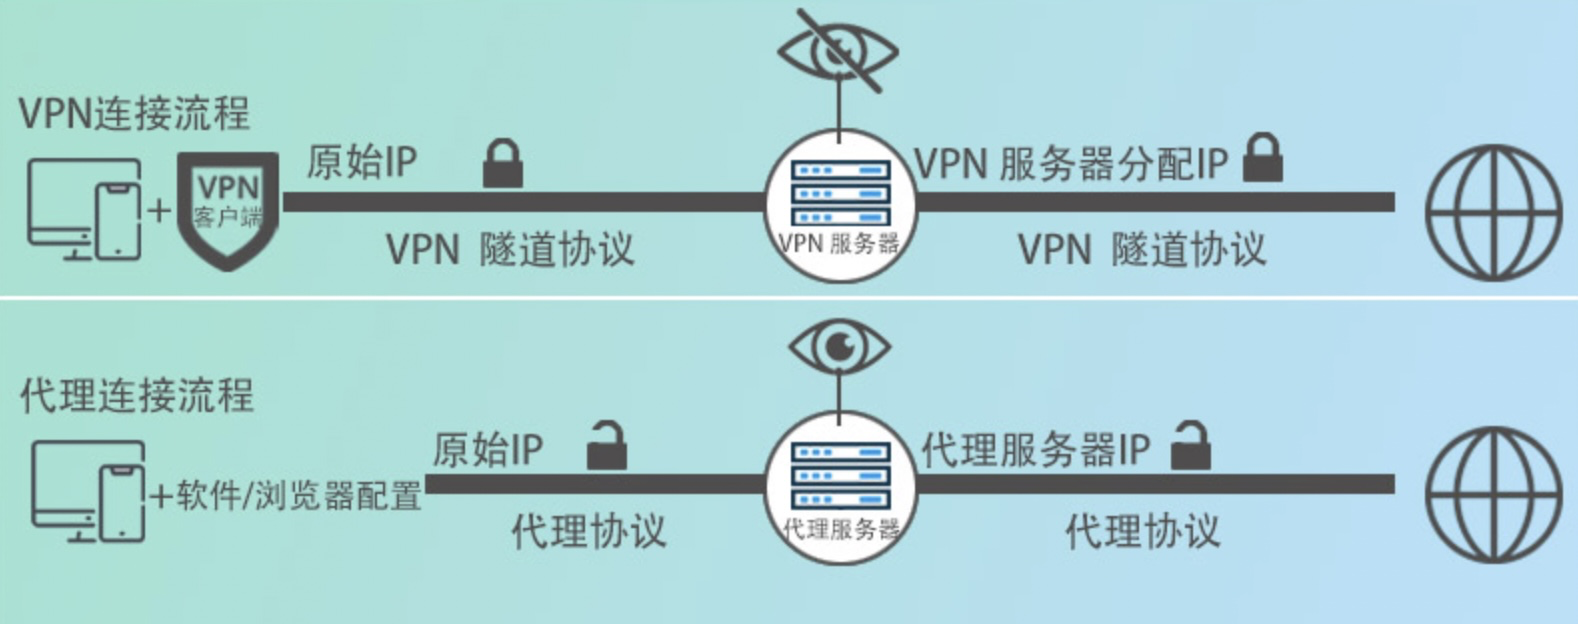 VPN连接流程
原始IP
VPN 服务器分配IP
+
VPN
客户端
VPN 隧道协议
VPN 服务器
VPN 隧道协议
代理连接流程
原始IP
代理服务器IP
+软件/浏览器配置
代理协议
代理服务器
代理协议